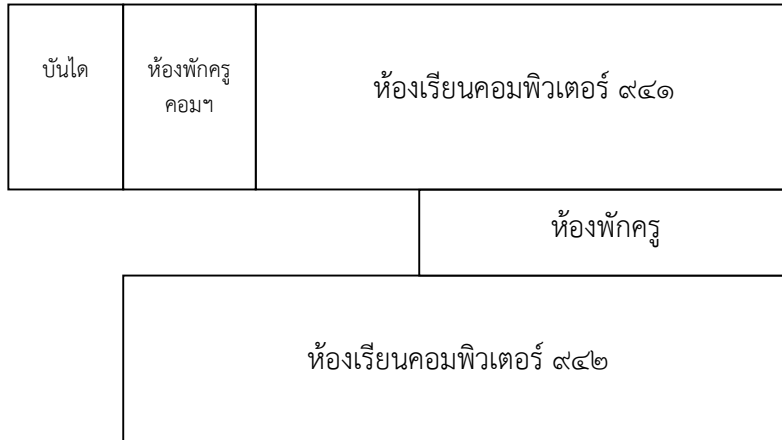 บันได
ห้องพักครู
คอมฯ
ห้องเรียนคอมพิวเตอร์ ๙๔๑
ห้องพักครู
ห้องเรียนคอมพิวเตอร์ ๙๔๒